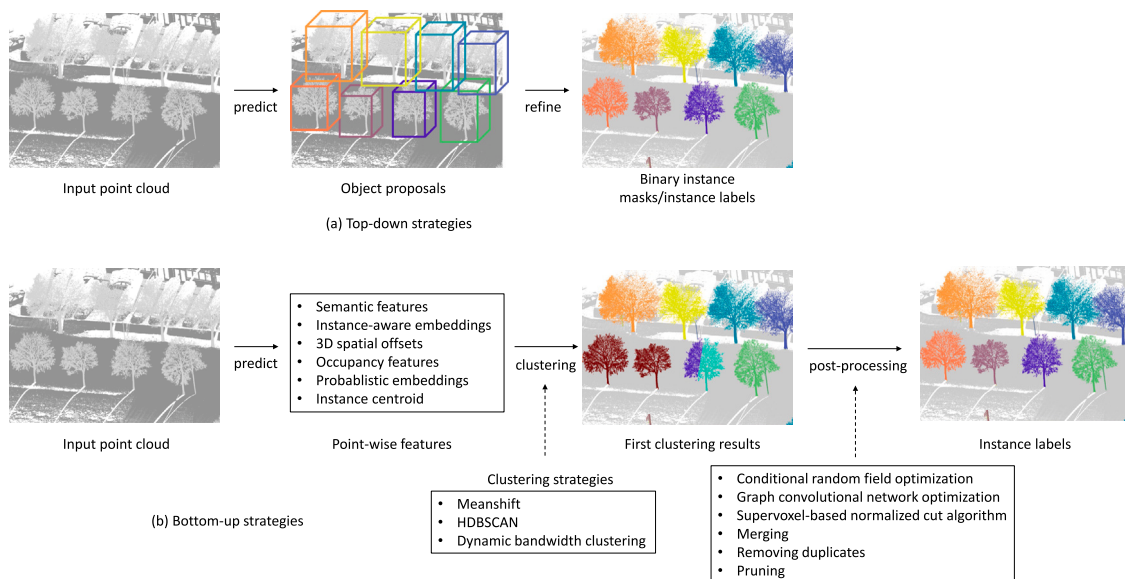 predict
refine
Input point cloud
Object proposals
Binary instance
masks/instance labels
(a) Top-down strategies
predict
• Semantic features
• Instance-aware embeddings
• 3D spatial offsets
• Occupancy features
• Probablistic embeddings
• Instance centroid
clustering
post-processing
Input point cloud
Point-wise features
First clustering results
Instance labels
Clustering strategies
• Meanshift
• HDBSCAN
• Dynamic bandwidth clustering
• Conditional random field optimization
• Graph convolutional network optimization
• Supervoxel-based normalized cut algorithm
• Merging
• Removing duplicates
• Pruning
(b) Bottom-up strategies